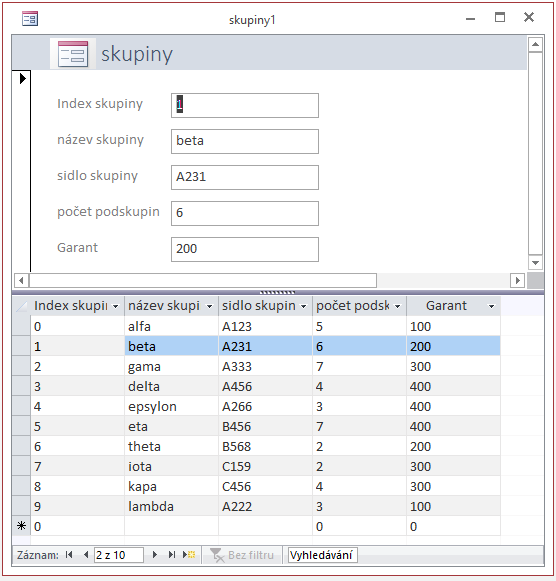 skupiny1
skupiny
Index skupiny 1
název skupiny beta
sidlo skupiny A231
počet podskupin 6
Garant 200
Index skupin název skupi sidlo skupin počet podsk Garant
0 alfa A123 5 100
1 beta A231 6 200
2 gama A333 7 300
3 delta A456 4 400
4 epsylon A266 3 400
5 eta B456 7 400
6 theta B568 2 200
7 iota C159 2 300
8 kapa C456 4 300
9 lambda A222 3 100
0 0 0
Záznam: 2 z 10 Bez filtru Vyhledávání